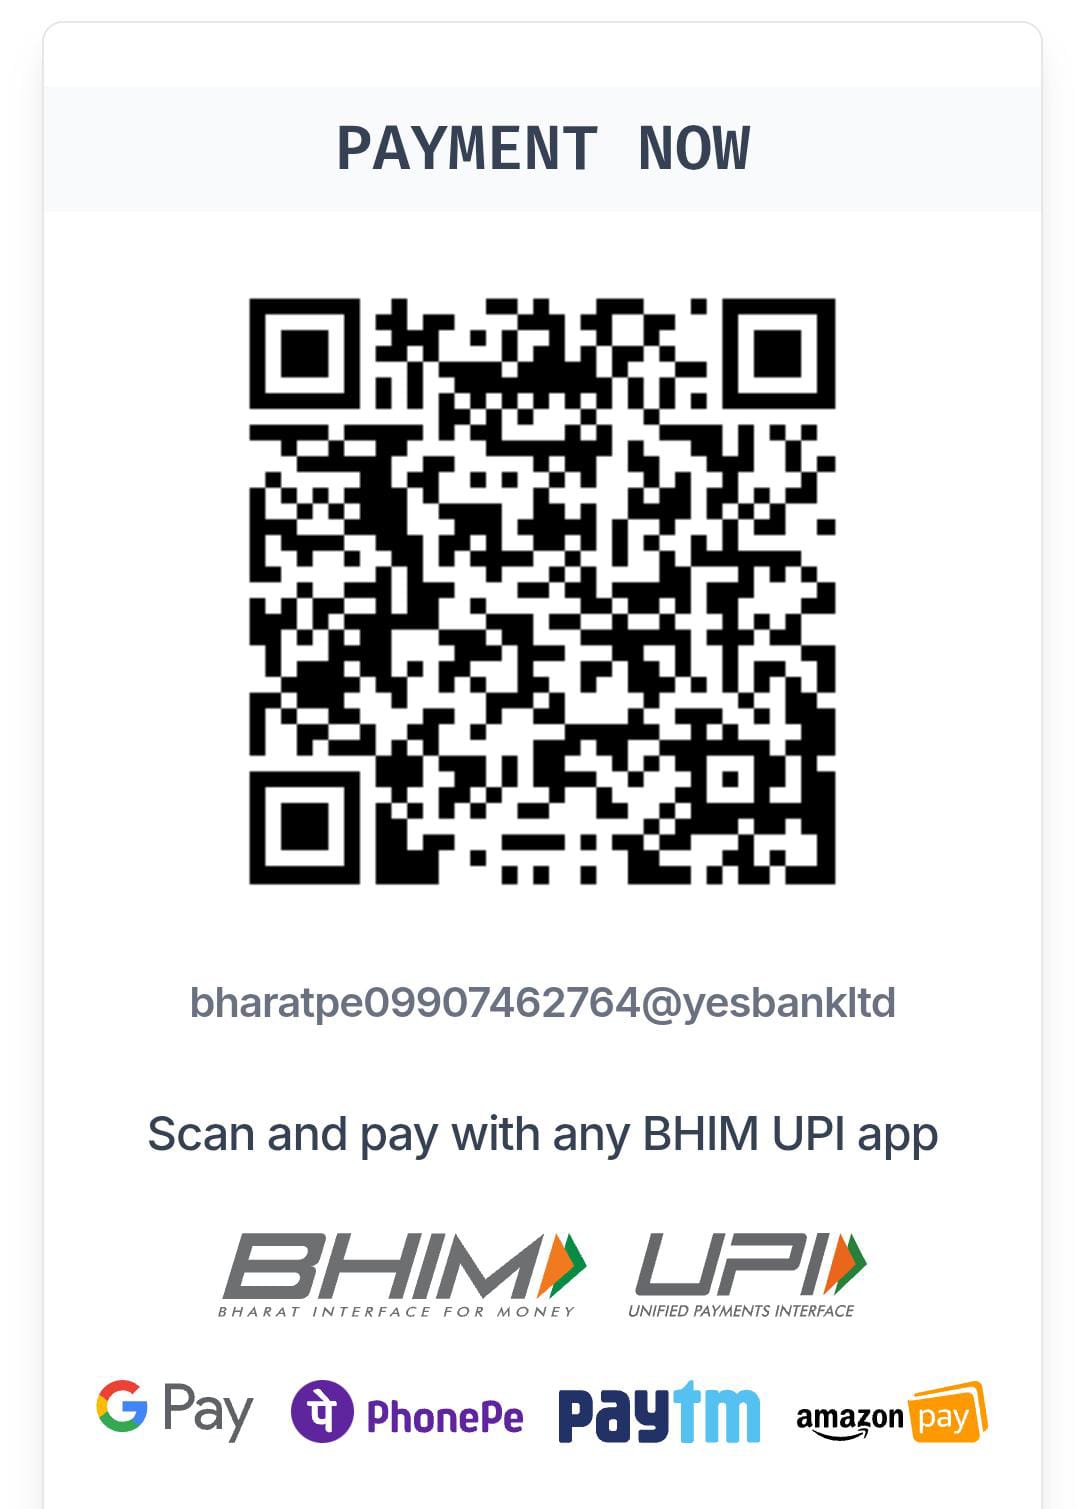 PAYMENT NOW
bharatpe09907462764@yesbankltd
Scan and pay with any BHIM UPI app
BHIM UPI
BHARAT INTERFACE FOR MONEY UNIFIED PAYMENTS INTERFACE
G Pay पे PhonePe paytm amazon pay